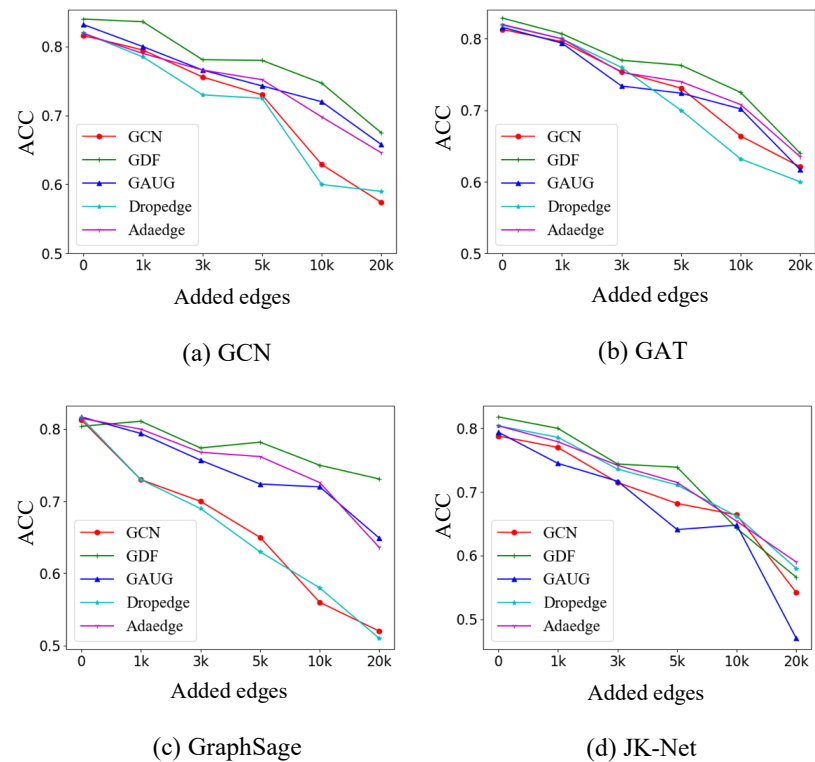 0.8
0.7
0.6
0.5
ACC
GCN
GDF
GAUG
Dropedge
Adaedge
0 1k 3k 5k 10k 20k
Added edges
(a) GCN
0.8
0.7
0.6
0.5
ACC
GCN
GDF
GAUG
Dropedge
Adaedge
0 1k 3k 5k 10k 20k
Added edges
(b) GAT
0.8
0.7
0.6
0.5
ACC
GCN
GDF
GAUG
Dropedge
Adaedge
0 1k 3k 5k 10k 20k
Added edges
(c) GraphSage
0.8
0.7
0.6
0.5
ACC
GCN
GDF
GAUG
Dropedge
Adaedge
0 1k 3k 5k 10k 20k
Added edges
(d) JK-Net